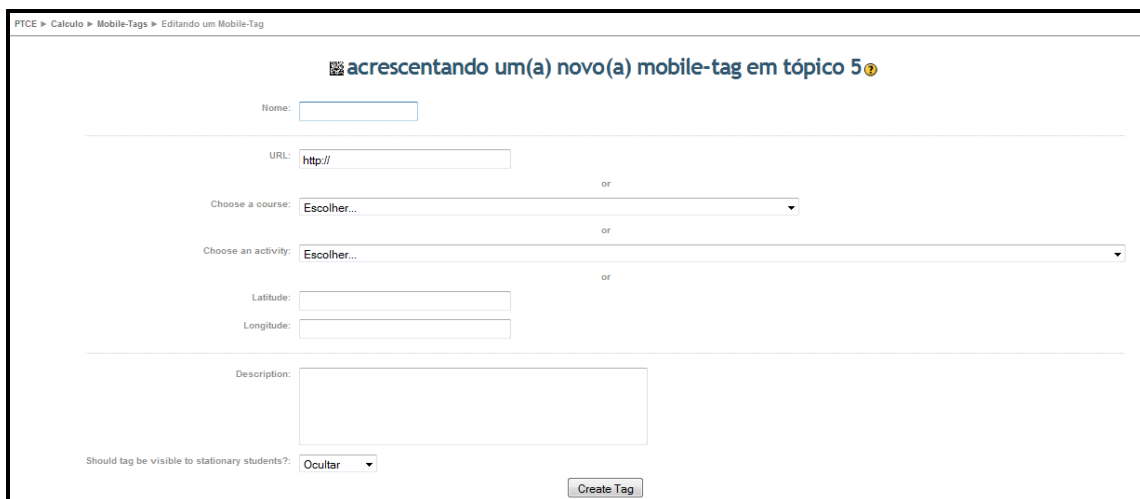 PTCE ► Calculo ► Mobile-Tags ► Editando um Mobile-Tag
acrescentando um(a) novo(a) mobile-tag em tópico 5 ?
Nome:
URL: http://
or
Choose a course: Escolher...
or
Choose an activity: Escolher...
or
Latitude:
Longitude:
Description:
Should tag be visible to stationary students?: Ocultar
Create Tag